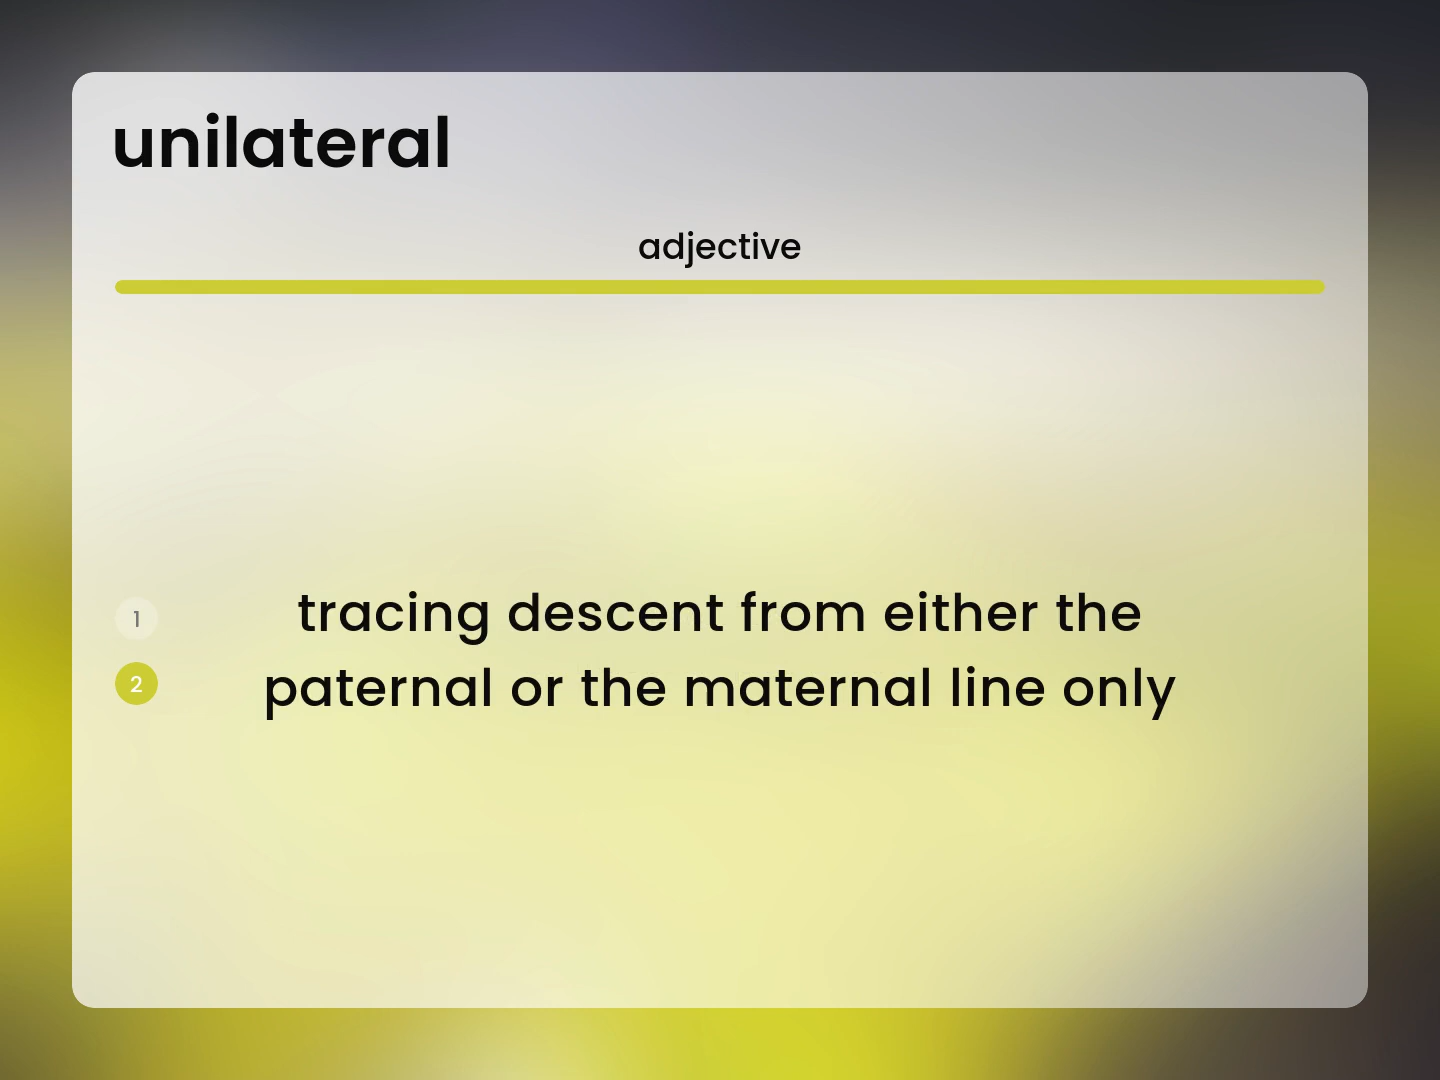 unilateral
adjective
1
2
tracing descent from either the
paternal or the maternal line only